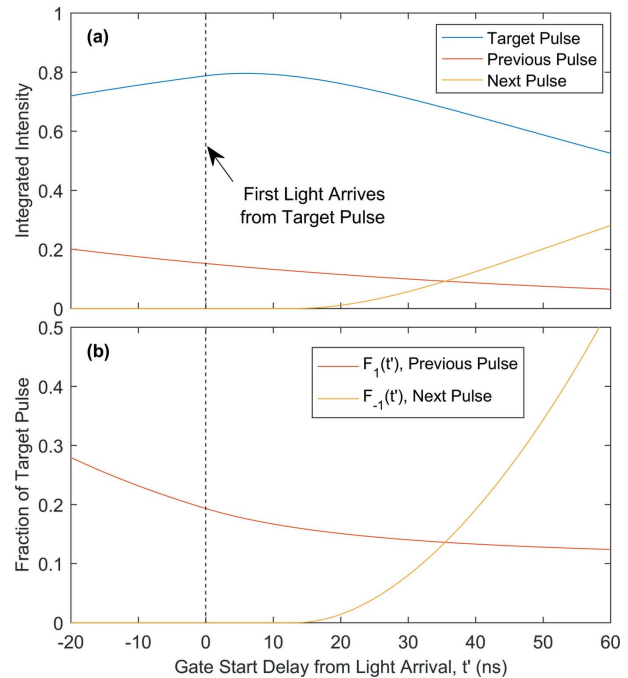 1
(a)
Target Pulse
Previous Pulse
Next Pulse
0.8
0.6
Integrated Intensity
0.4
First Light Arrives
from Target Pulse
0.2
0
0.5
(b)
F1(t'), Previous Pulse
F-1(t'), Next Pulse
0.4
0.3
Fraction of Target Pulse
0.2
0.1
0
-20 -10 0 10 20 30 40 50 60
Gate Start Delay from Light Arrival, t' (ns)